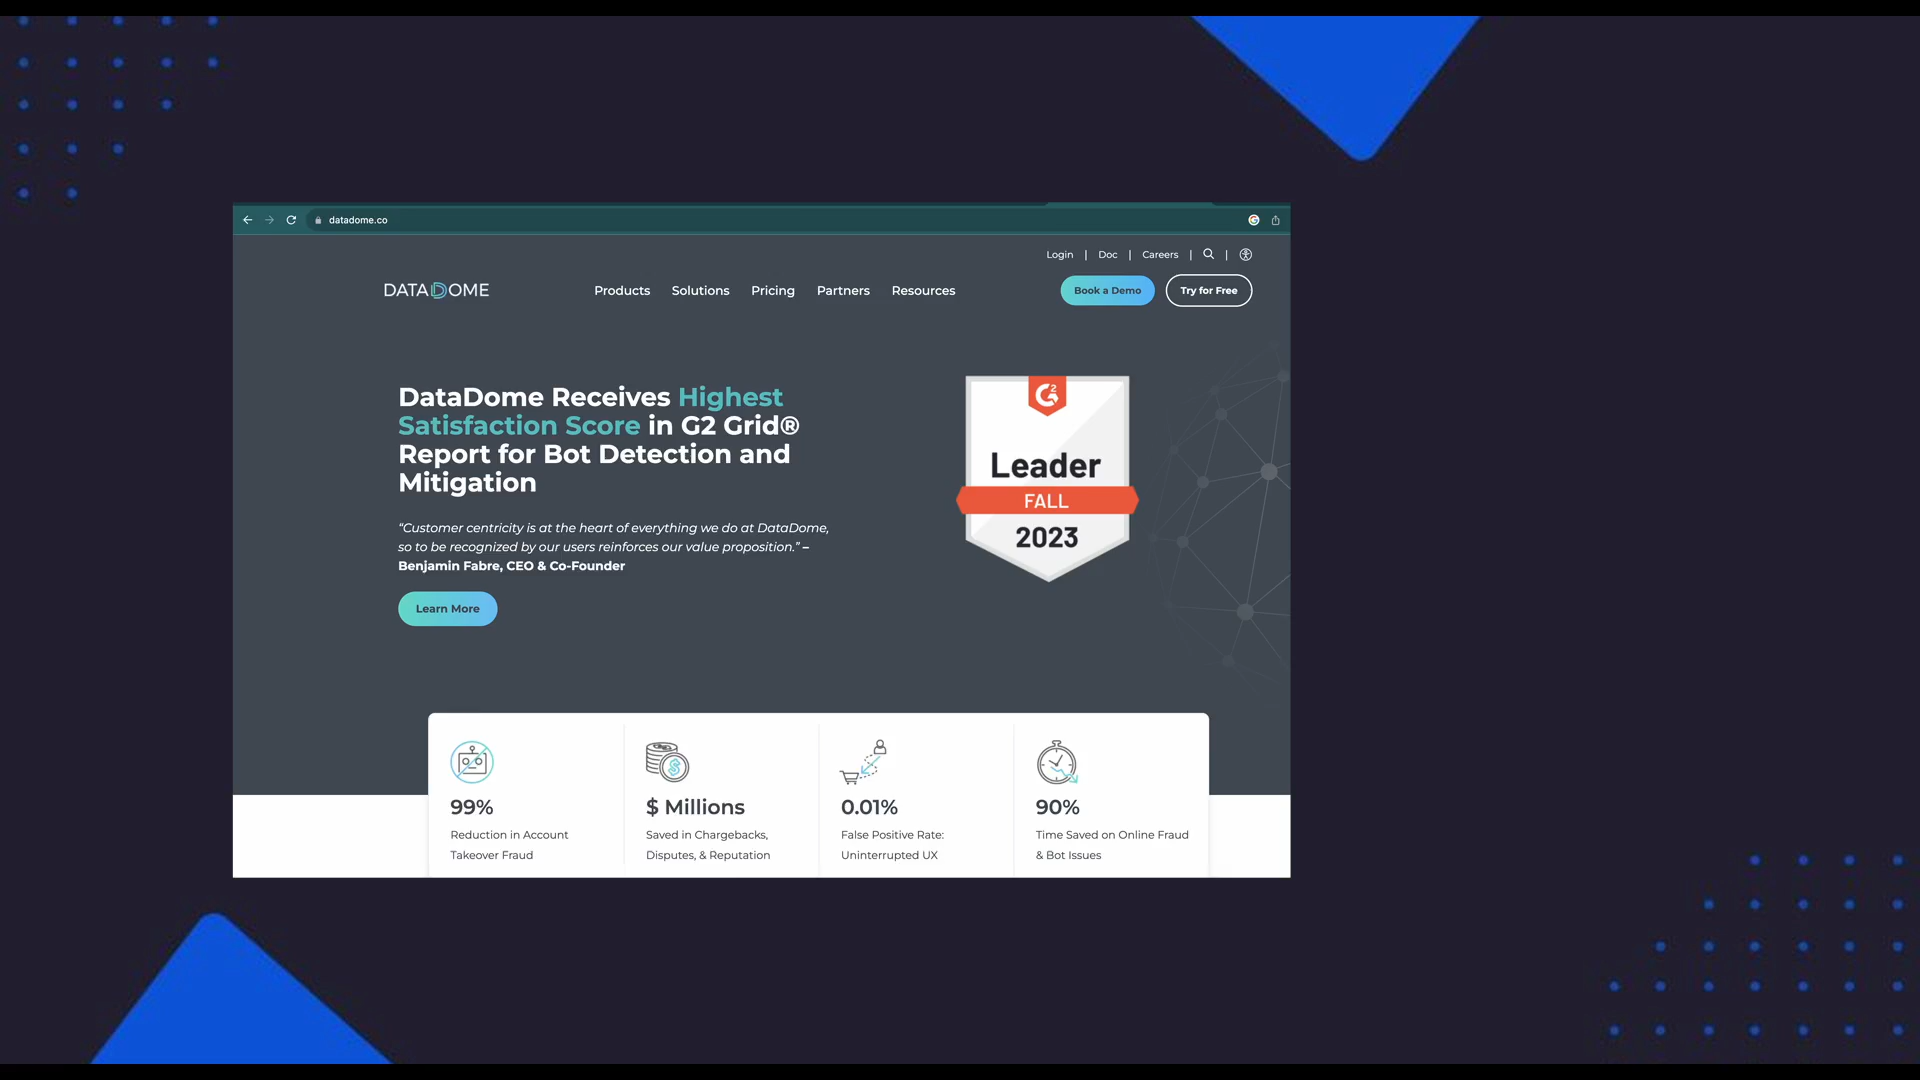 datadome.co
Login | Doc | Careers | |
DATADOME
Products Solutions Pricing Partners Resources
Book a Demo
Try for Free
DataDome Receives Highest
Satisfaction Score in G2 Grid®
Report for Bot Detection and
Mitigation
“Customer centricity is at the heart of everything we do at DataDome,
so to be recognized by our users reinforces our value proposition.” –
Benjamin Fabre, CEO & Co-Founder
Learn More
G2
Leader
FALL
2023
99%
Reduction in Account
Takeover Fraud
$ Millions
Saved in Chargebacks,
Disputes, & Reputation
0.01%
False Positive Rate:
Uninterrupted UX
90%
Time Saved on Online Fraud
& Bot Issues